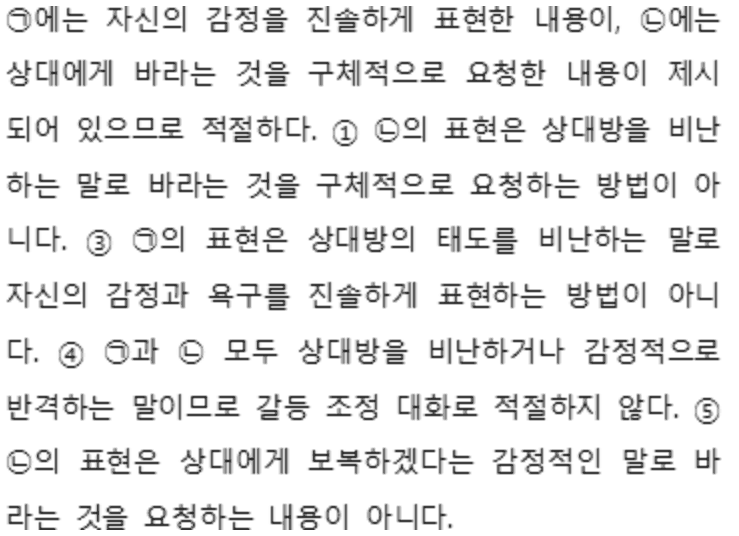 ㉠에는 자신의 감정을 진솔하게 표현한 내용이, ㉡에는
상대에게 바라는 것을 구체적으로 요청한 내용이 제시
되어 있으므로 적절하다. ① ㉡의 표현은 상대방을 비난
하는 말로 바라는 것을 구체적으로 요청하는 방법이 아
니다. ③ ㉠의 표현은 상대방의 태도를 비난하는 말로
자신의 감정과 욕구를 진솔하게 표현하는 방법이 아니
다. ④ ㉠과 ㉡ 모두 상대방을 비난하거나 감정적으로
반격하는 말이므로 갈등 조정 대화로 적절하지 않다. ⑤
㉡의 표현은 상대에게 보복하겠다는 감정적인 말로 바
라는 것을 요청하는 내용이 아니다.